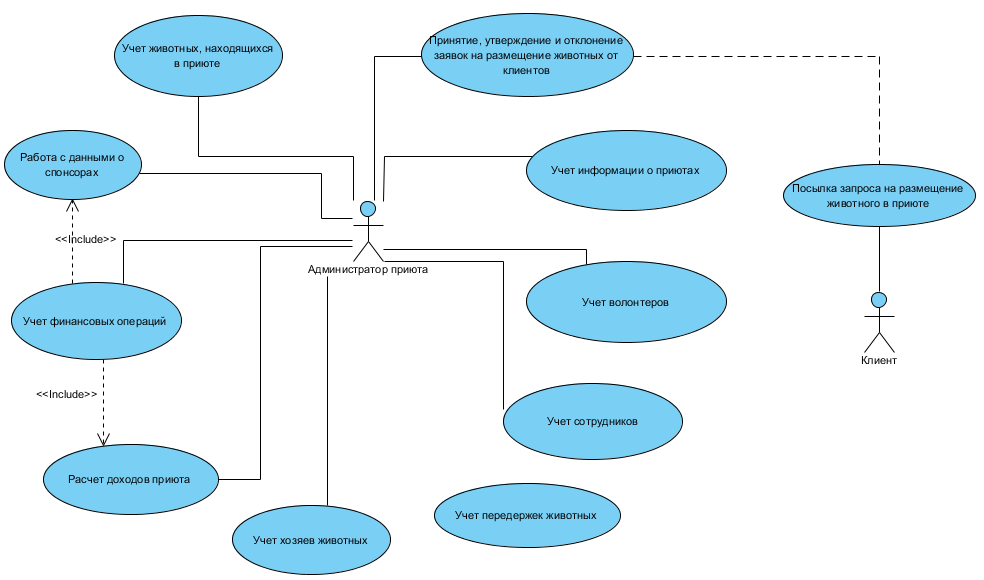 Учет животных, находящихся
в приюте
Принятие, утверждение и отклонение
заявок на размещение животных от
клиентов
Работа с данными о
спонсорах
Учет информации о приютах
Посылка запроса на размещение
животного в приюте
<<Include>>
Администратор приюта
Учет волонтеров
Учет финансовых операций
Клиент
<<Include>>
Учет сотрудников
Расчет доходов приюта
Учет передержек животных
Учет хозяев животных